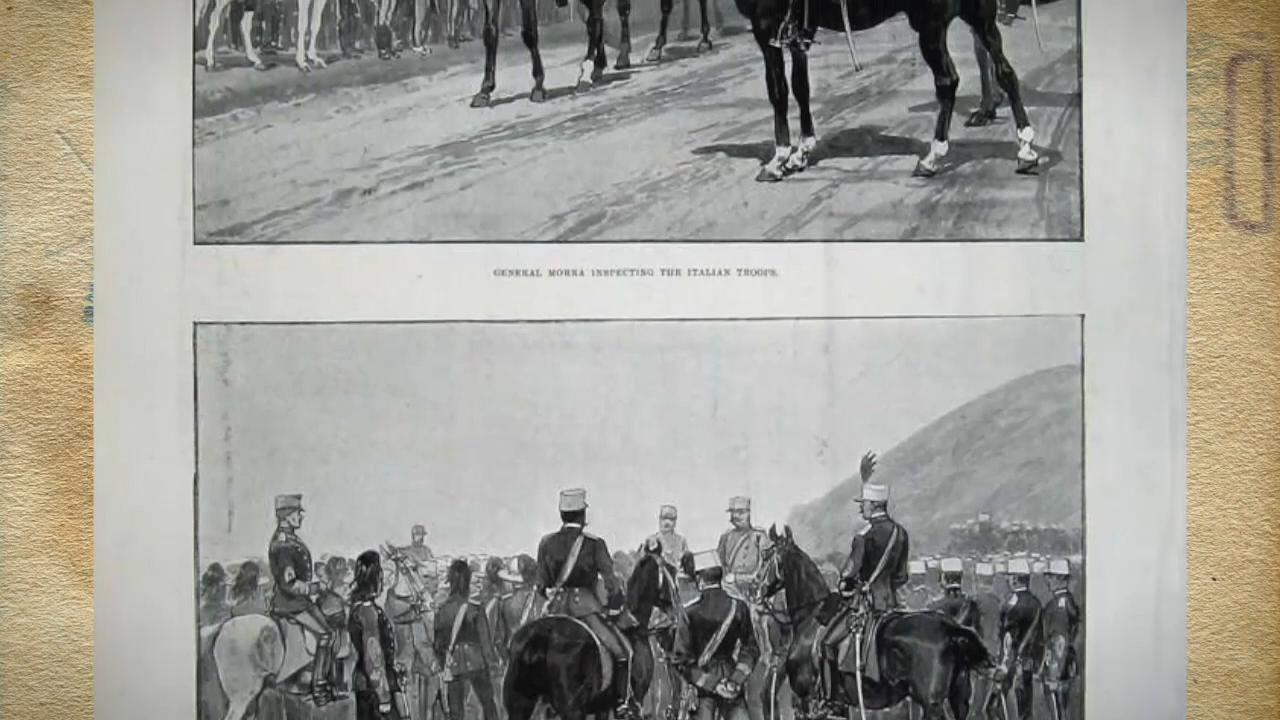 GENERAL MORRA INSPECTING THE ITALIAN TROOPS.